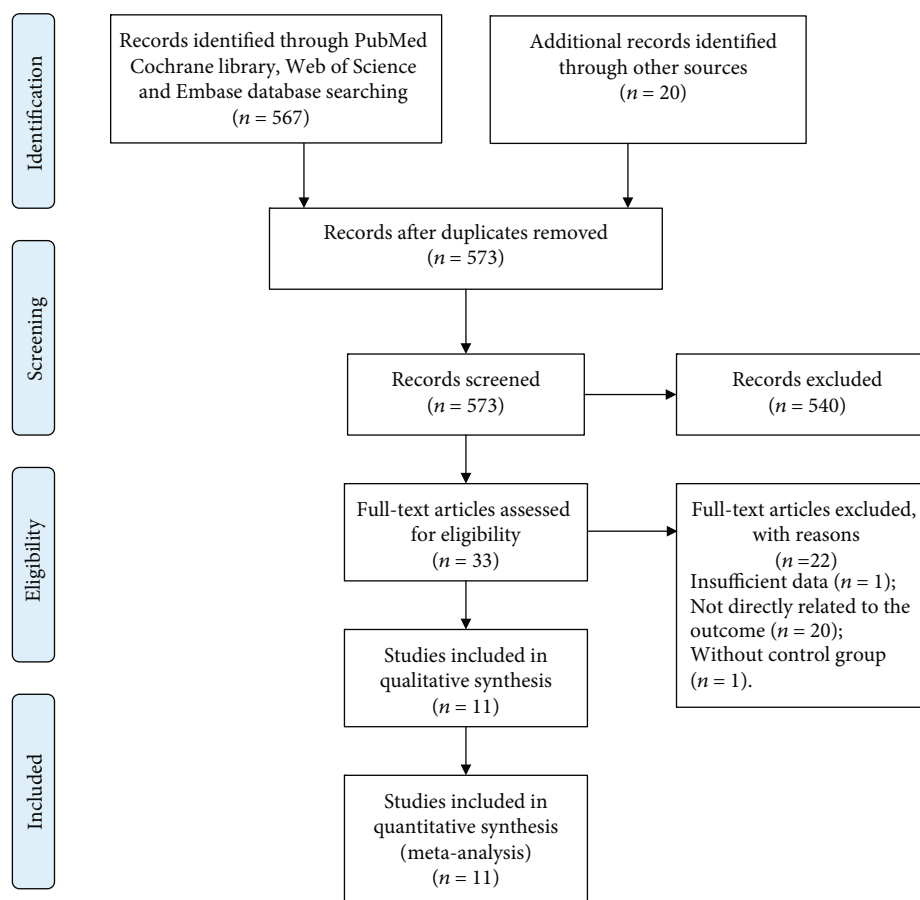 Identification
Records identified through PubMed
Cochrane library, Web of Science
and Embase database searching
(n = 567)
Additional records identified
through other sources
(n = 20)
Records after duplicates removed
(n = 573)
Screening
Records screened
(n = 573)
Records excluded
(n = 540)
Eligibility
Full-text articles assessed
for eligibility
(n = 33)
Full-text articles excluded,
with reasons
(n =22)
Insufficient data (n = 1);
Not directly related to the
outcome (n = 20);
Without control group
(n = 1).
Studies included in
qualitative synthesis
(n = 11)
Included
Studies included in
quantitative synthesis
(meta-analysis)
(n = 11)